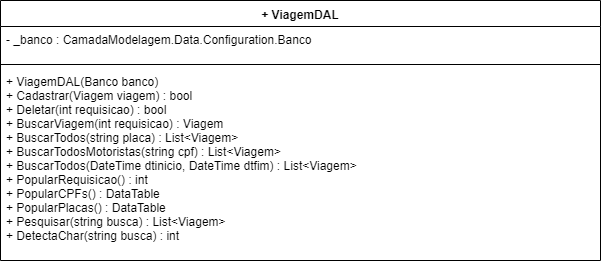 + ViagemDAL
- _banco : CamadaModelagem.Data.Configuration.Banco
+ ViagemDAL(Banco banco)
+ Cadastrar(Viagem viagem) : bool
+ Deletar(int requisicao) : bool
+ BuscarViagem(int requisicao) : Viagem
+ BuscarTodos(string placa) : List<Viagem>
+ BuscarTodosMotoristas(string cpf) : List<Viagem>
+ BuscarTodos(DateTime dtinicio, DateTime dtfim) : List<Viagem>
+ PopularRequisicao() : int
+ PopularCPFs() : DataTable
+ PopularPlacas() : DataTable
+ Pesquisar(string busca) : List<Viagem>
+ DetectaChar(string busca) : int